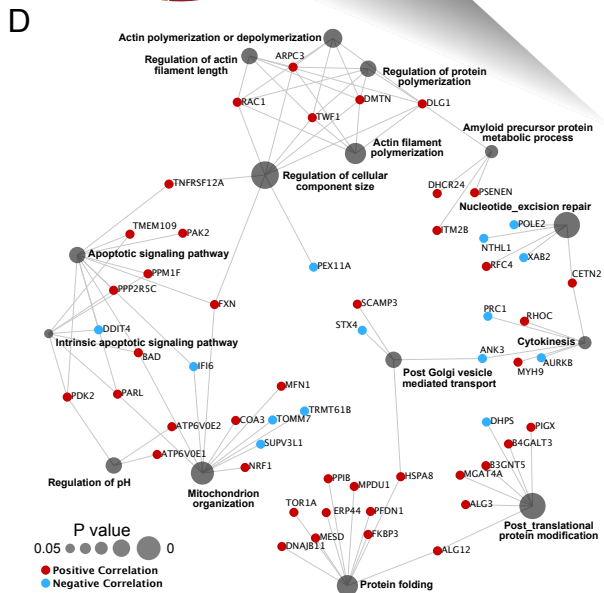 D
Actin polymerization or depolymerization
Regulation of actin
filament length
ARPC3
Regulation of protein
polymerization
RAC1
DMTN
DLG1
TWF1
Amyloid precursor protein
metabolic process
Actin filament
polymerization
TNFRSF12A
Regulation of cellular
component size
DHCR24
PSENEN
Nucleotide_excision repair
TMEM109
PAK2
ITM2B
POLE2
NTHL1
XAB2
Apoptotic signaling pathway
PEX11A
RFC4
CETN2
PPM1F
PPP2R5C
FXN
SCAMP3
PRC1
RHOC
DDIT4
STX4
Intrinsic apoptotic signaling pathway
Cytokinesis
BAD
IFI6
ANK3
AURKB
MYH9
Post Golgi vesicle
mediated transport
PDK2
PARL
MFN1
TRMT61B
ATP6V0E2
COA3
TOMM7
DHPS
PIGX
SUPV3L1
B4GALT3
ATP6V0E1
NRF1
B3GNT5
MGAT4A
Regulation of pH
Mitochondrion
organization
PPIB
MPDU1
HSPA8
TOR1A
ERP44
PFDN1
ALG3
Post_translational
protein modification
P value
0.05
0
MESD
FKBP3
DNAJB11
ALG12
Positive Correlation
Negative Correlation
Protein folding